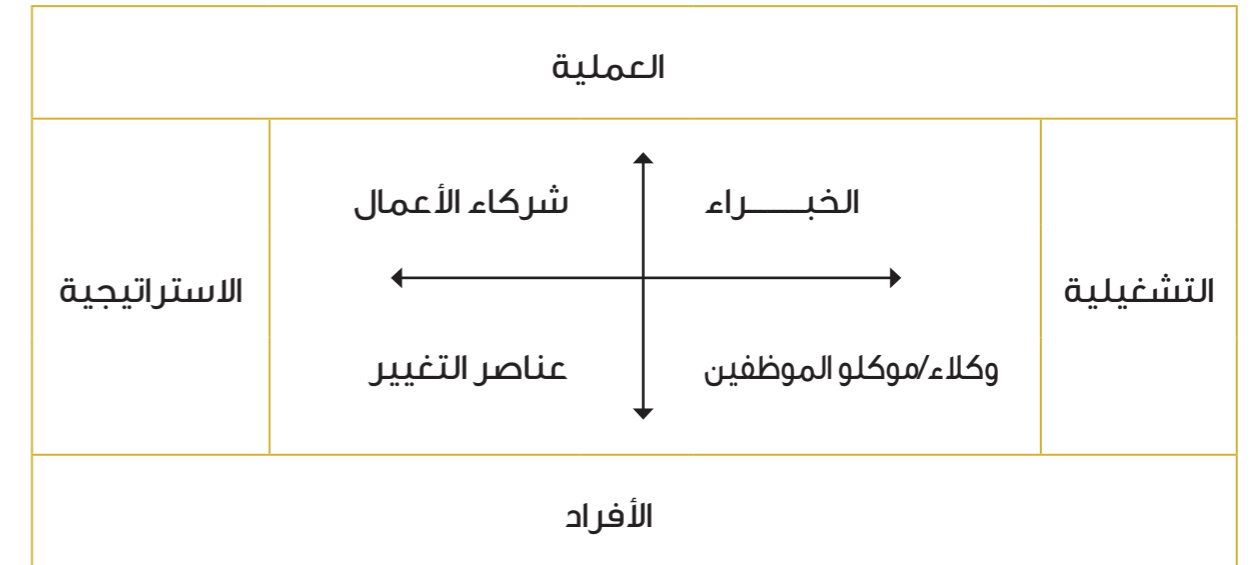 العملية
الخبـــــراء
شركاء الأعمال
التشغيلية
الاستراتيجية
وكلاء/موكلو الموظفين
عناصر التغيير
الأفراد